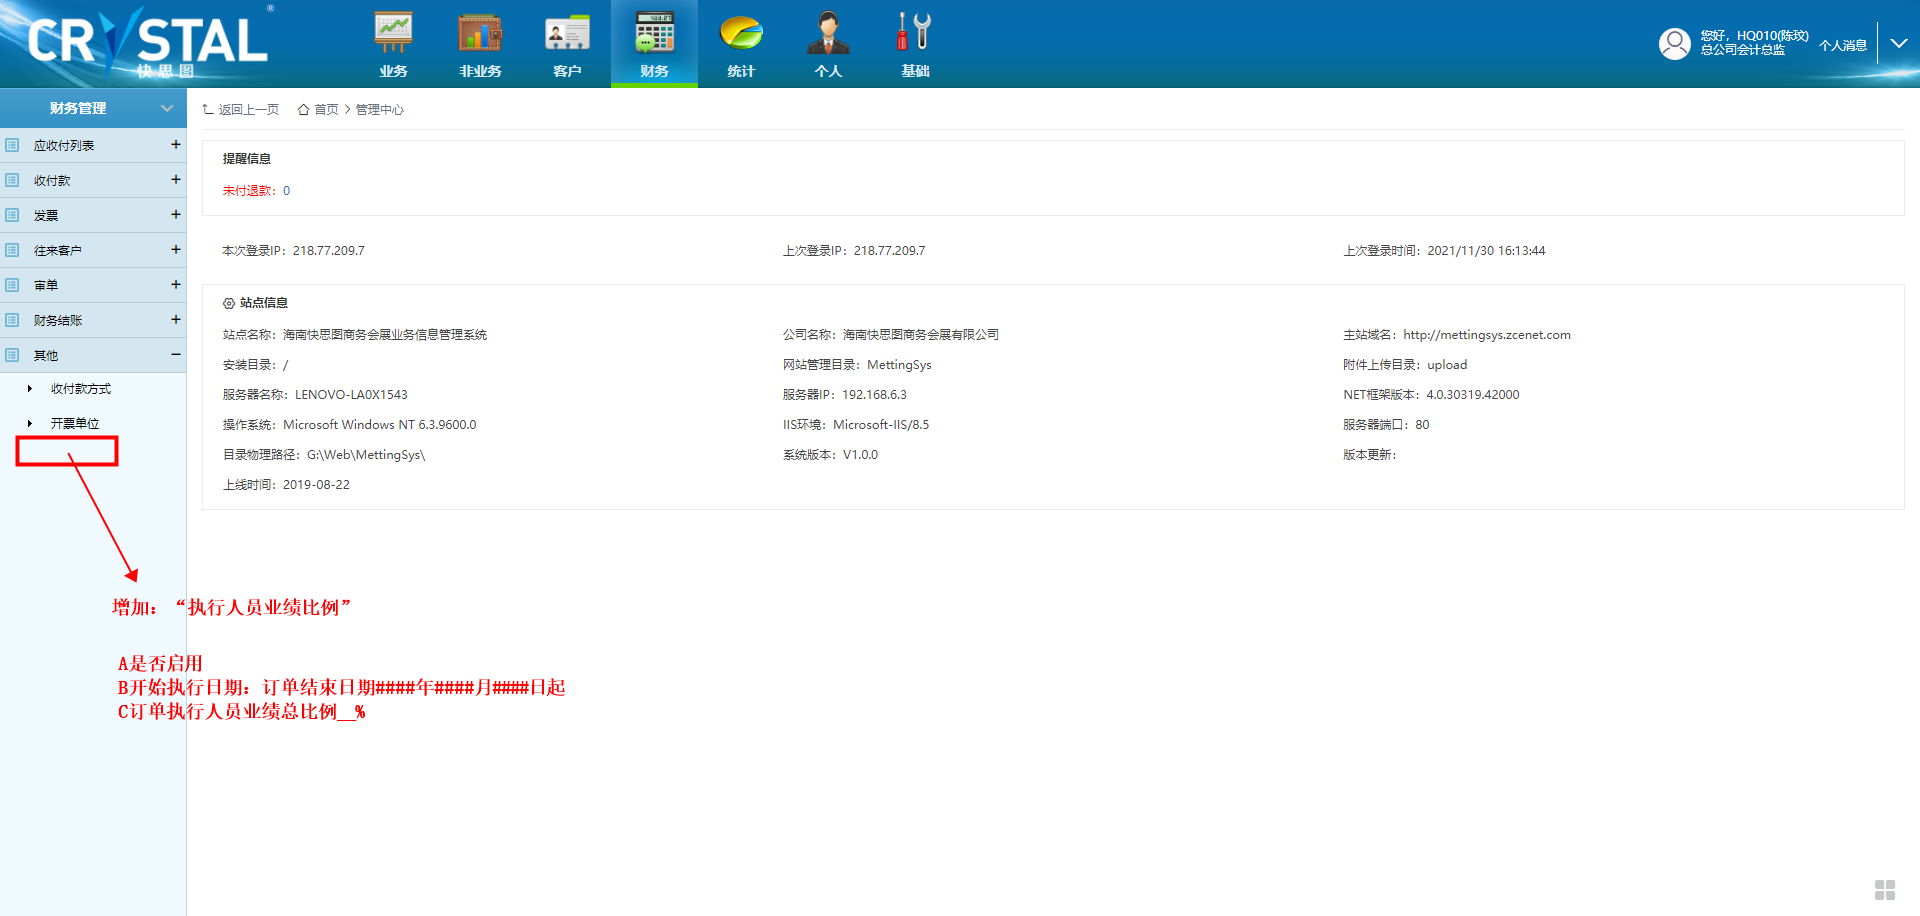 CRYSTAL®
快思图
业务
非业务
客户
财务
统计
个人
基础
您好，HQ010(陈玟)
总公司会计总监
个人消息
财务管理
应收付列表 +
收付款 +
发票 +
往来客户 +
审单 +
财务结账 +
其他 −
收付款方式
开票单位
返回上一页 首页 > 管理中心
提醒信息
未付退款：0
本次登录IP：218.77.209.7 上次登录IP：218.77.209.7 上次登录时间：2021/11/30 16:13:44
站点信息
站点名称：海南快思图商务会展业务信息管理系统 公司名称：海南快思图商务会展有限公司 主站域名：http://mettingsys.zcenet.com
安装目录：/ 网站管理目录：MettingSys 附件上传目录：upload
服务器名称：LENOVO-LA0X1543 服务器IP：192.168.6.3 NET框架版本：4.0.30319.42000
操作系统：Microsoft Windows NT 6.3.9600.0 IIS环境：Microsoft-IIS/8.5 服务器端口：80
目录物理路径：G:\Web\MettingSys\ 系统版本：V1.0.0 版本更新：
上线时间：2019-08-22
增加：“执行人员业绩比例”
A是否启用
B开始执行日期：订单结束日期####年####月####日起
C订单执行人员业绩总比例__%